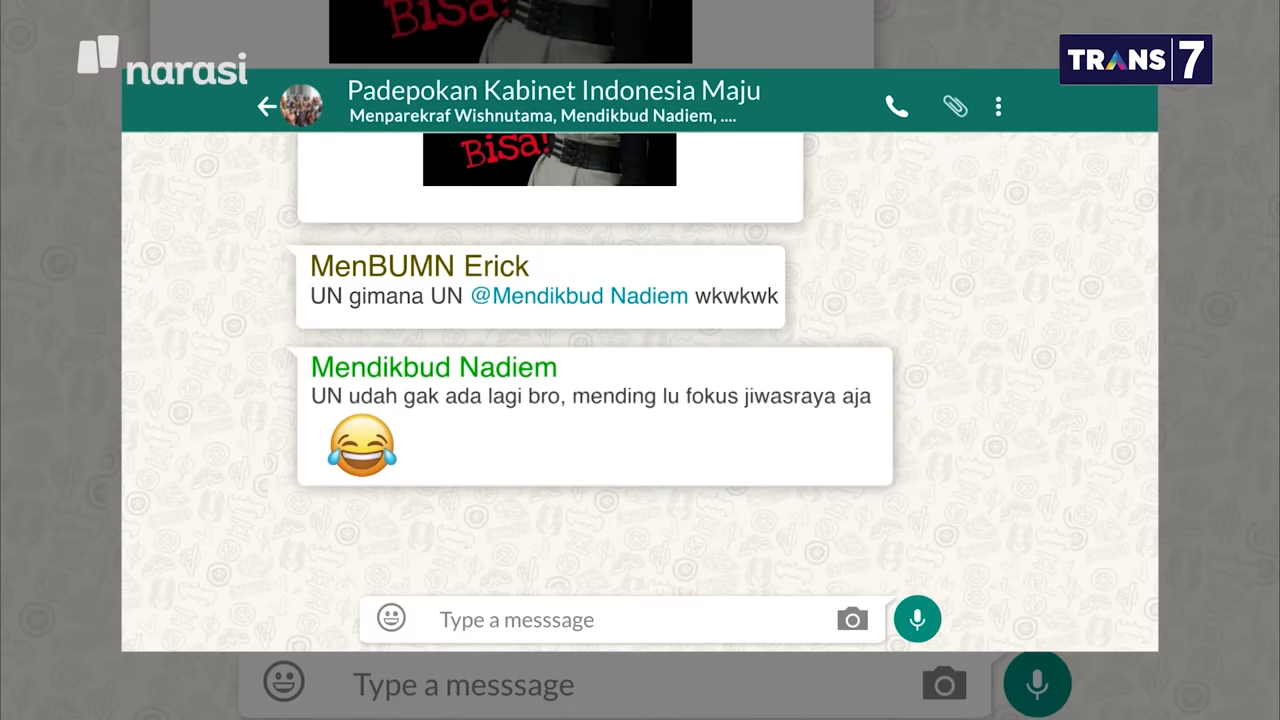 Bisa!
narasi
TRANS 7
Padepokan Kabinet Indonesia Maju
Menparekraf Wishnutama, Mendikbud Nadiem, ....
Bisa!
MenBUMN Erick
UN gimana UN @Mendikbud Nadiem wkwkwk
Mendikbud Nadiem
UN udah gak ada lagi bro, mending lu fokus jiwasraya aja
Type a messsage
Type a messsage